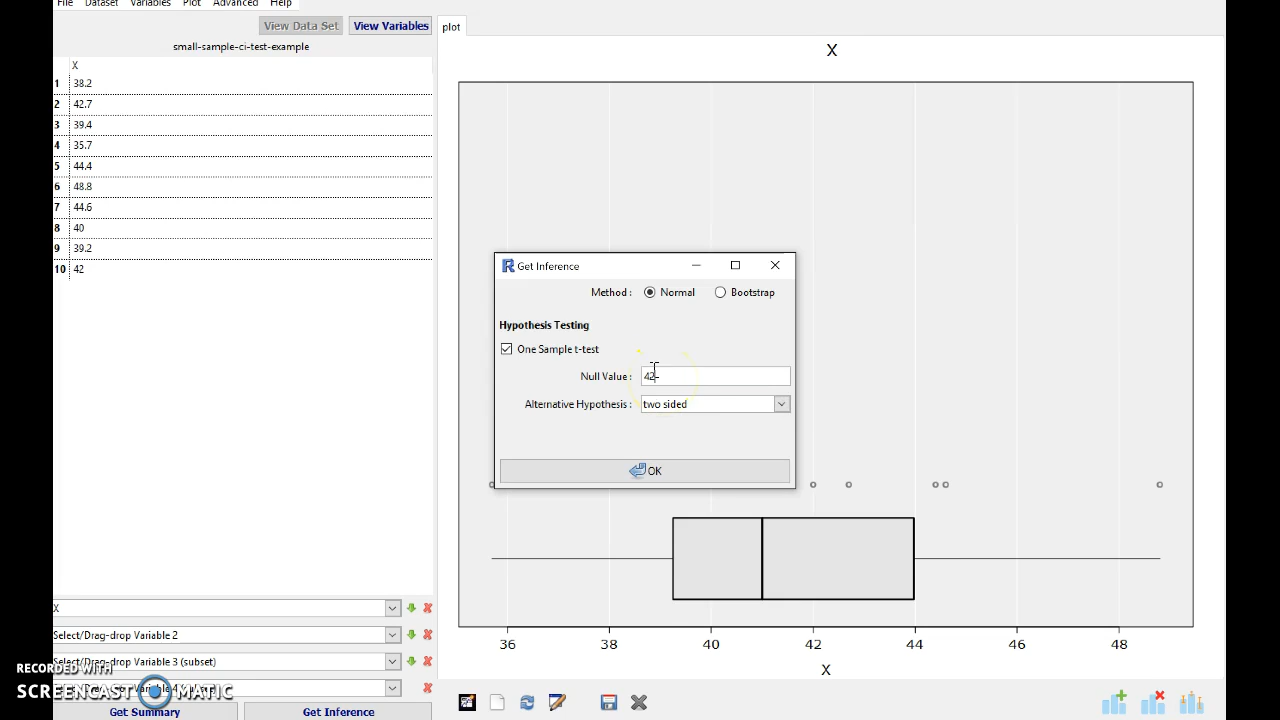 File Dataset Variables Plot Advanced Help
View Data Set View Variables
small-sample-ci-test-example
X
1 38.2
2 42.7
3 39.4
4 35.7
5 44.4
6 48.8
7 44.6
8 40
9 39.2
10 42
X
Select/Drag-drop Variable 2
Select/Drag-drop Variable 3 (subset)
Get Summary Get Inference
RECORDED WITH
SCREENCAST MATIC
plot
X
Get Inference
Method : Normal Bootstrap
Hypothesis Testing
One Sample t-test
Null Value : 42
Alternative Hypothesis : two sided
OK
36 38 40 42 44 46 48
X